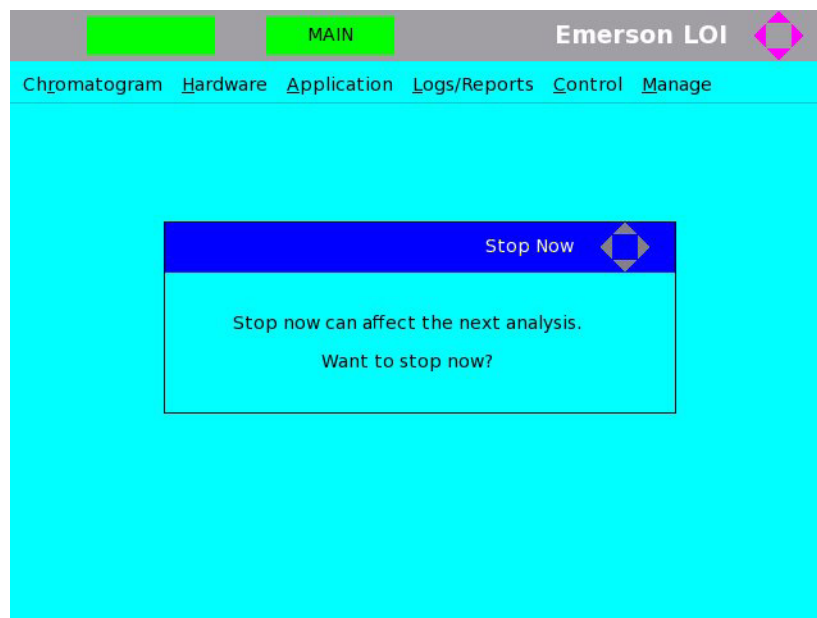 MAIN Emerson LOI
Chromatogram Hardware Application Logs/Reports Control Manage
Stop Now
Stop now can affect the next analysis.
Want to stop now?